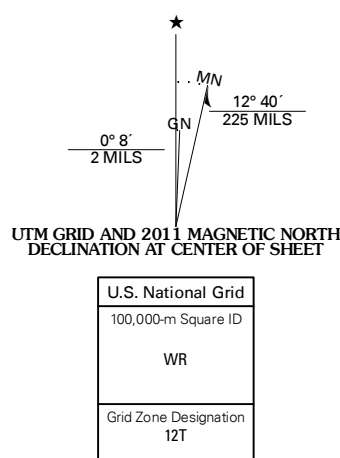 ★
MN
12° 40´
225 MILS
GN
0° 8´
2 MILS
UTM GRID AND 2011 MAGNETIC NORTH
DECLINATION AT CENTER OF SHEET
U.S. National Grid
100,000-m Square ID
WR
Grid Zone Designation
12T